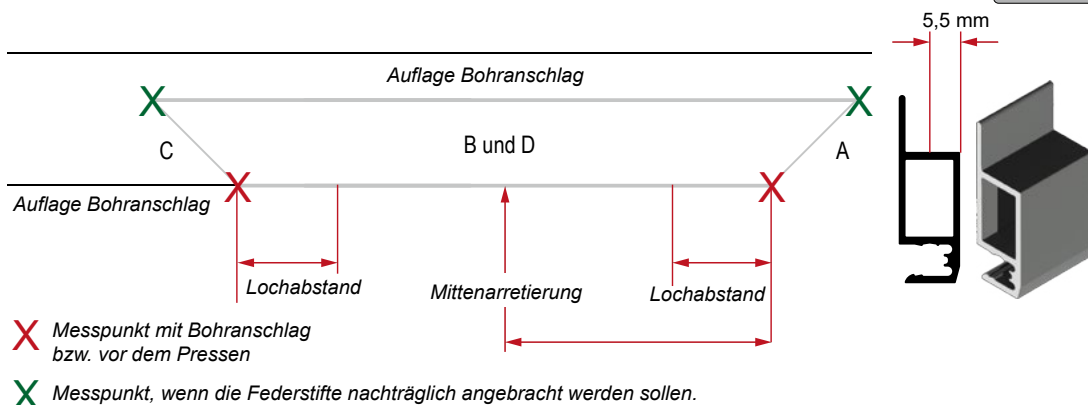 5,5 mm
Auflage Bohranschlag
C
B und D
A
Auflage Bohranschlag
Lochabstand
Mittenarretierung
Lochabstand
X Messpunkt mit Bohranschlag
bzw. vor dem Pressen
X Messpunkt, wenn die Federstifte nachträglich angebracht werden sollen.